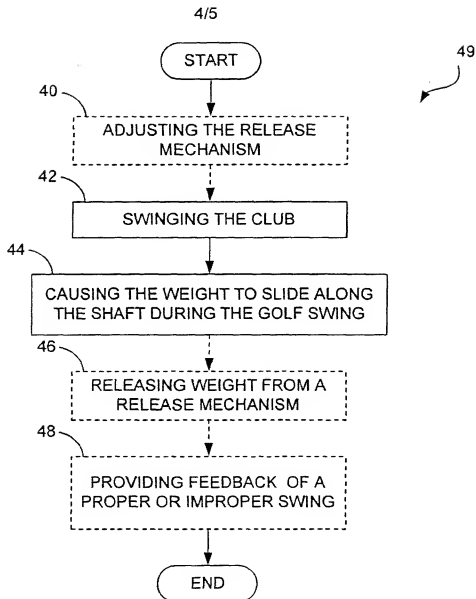 4/5
START
49
40
ADJUSTING THE RELEASE
MECHANISM
42
SWINGING THE CLUB
44
CAUSING THE WEIGHT TO SLIDE ALONG
THE SHAFT DURING THE GOLF SWING
46
RELEASING WEIGHT FROM A
RELEASE MECHANISM
48
PROVIDING FEEDBACK OF A
PROPER OR IMPROPER SWING
END